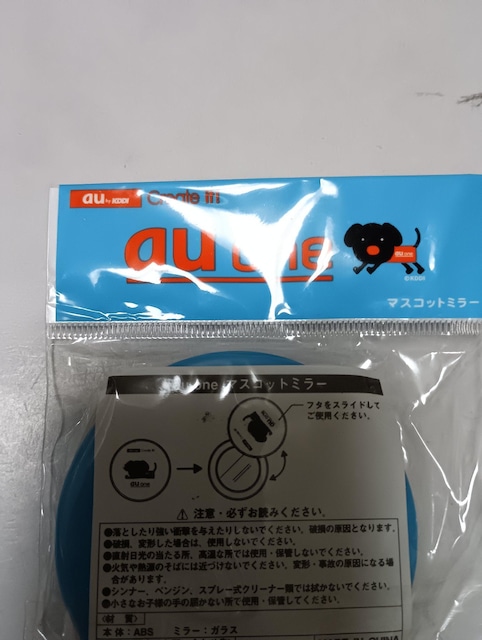 au by KDDI Create it!
au one
au one
©KDDI
マスコットミラー
au one マスコットミラー
フタをスライドして
ご使用ください。
au one
⚠ 注意・必ずお読みください。
●落としたり強い衝撃を与えたりしないでください。破損の原因となります。
●破損、変形した場合は、使用しないでください。
●直射日光の当たる所、高温な所では使用・保管しないでください。
●火気や熱源のそばには近づけないでください。変形・事故の原因になる場
合があります。
●シンナー、ベンジン、スプレー式クリーナー類では拭かないでください。
●小さなお子様の手の届かない所で使用・保管してください。
〈材 質〉
本体:ABS ミラー:ガラス